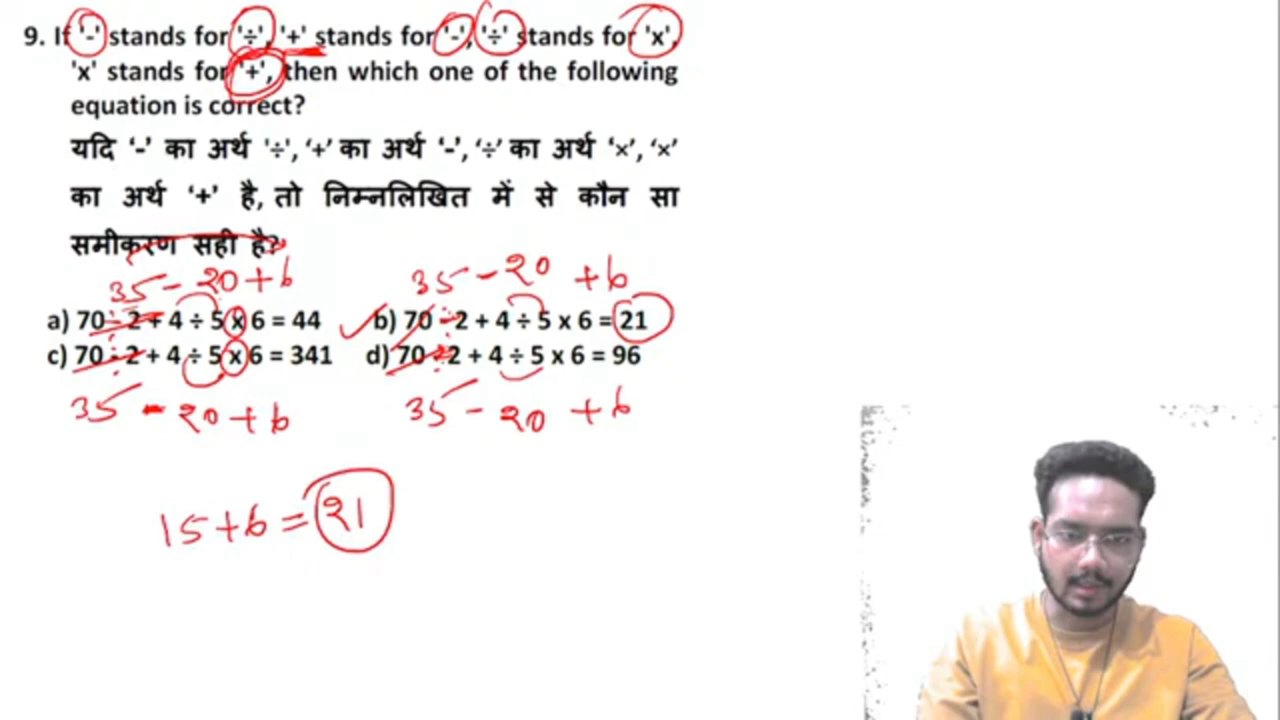 9. If '-' stands for '÷', '+' stands for '-', '÷' stands for 'x',
'x' stands for '+', then which one of the following
equation is correct?
यदि ‘-’ का अर्थ '÷', ‘+’ का अर्थ ‘-’, ‘÷’ का अर्थ ‘×’, ‘×’
का अर्थ ‘+’ है, तो निम्नलिखित में से कौन सा
समीकरण सही है?
35 - 20 + 6 35 - 20 + 6
a) 70 - 2 + 4 ÷ 5 x 6 = 44 b) 70 - 2 + 4 ÷ 5 x 6 = 21
c) 70 - 2 + 4 ÷ 5 x 6 = 341 d) 70 - 2 + 4 ÷ 5 x 6 = 96
35 - 20 + 6 35 - 20 + 6
15 + 6 = 21